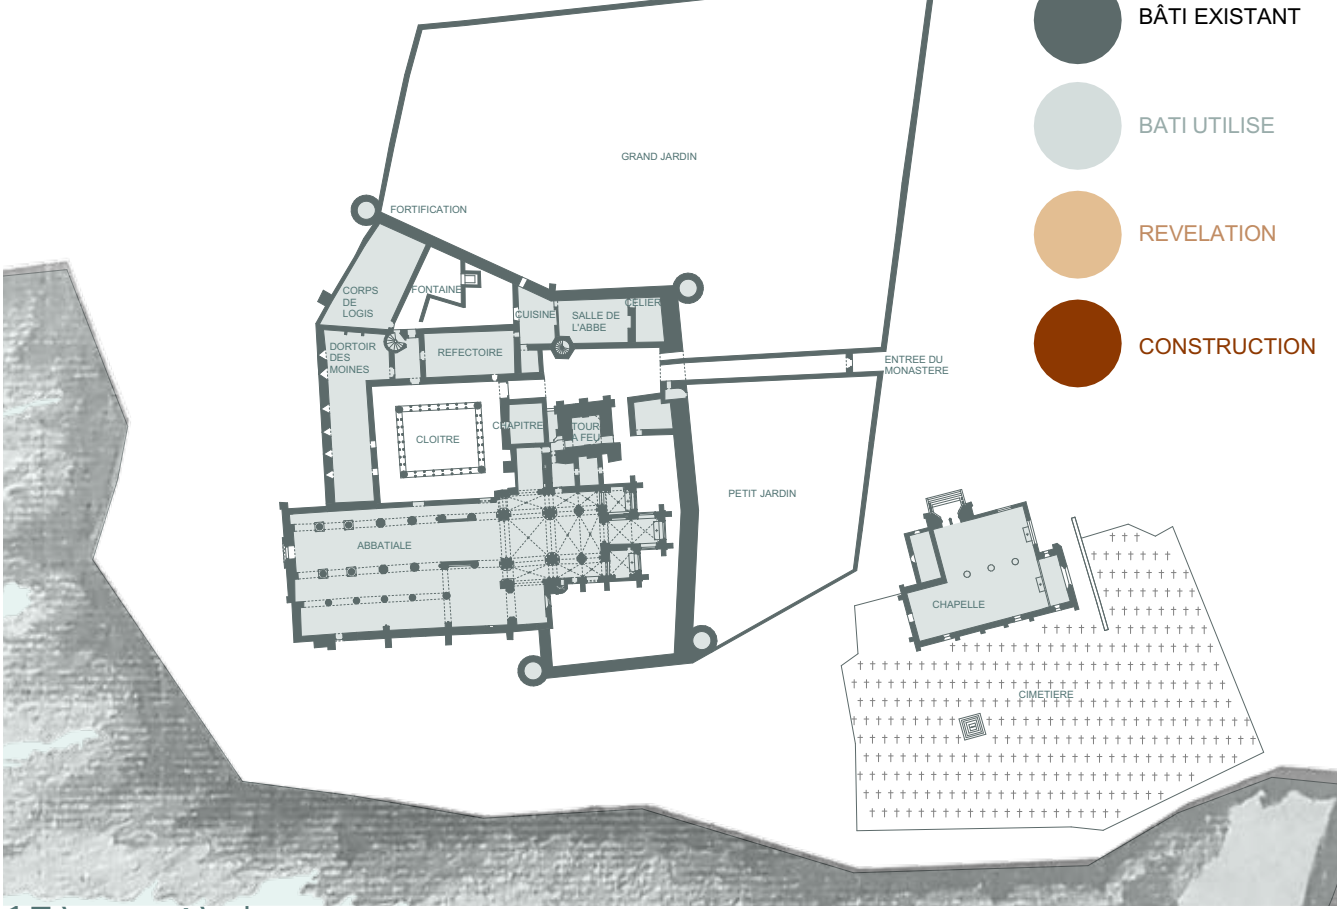 BÂTI EXISTANT
BATI UTILISE
GRAND JARDIN
FORTIFICATION
REVELATION
CORPS
DE
LOGIS
FONTAINE
CUISINE
SALLE DE
L'ABBE
CELIER
CONSTRUCTION
DORTOIR
DES
MOINES
REFECTOIRE
ENTREE DU
MONASTERE
CLOITRE
CHAPITRE
TOUR
A FEU
PETIT JARDIN
ABBATIALE
CHAPELLE
CIMETIERE